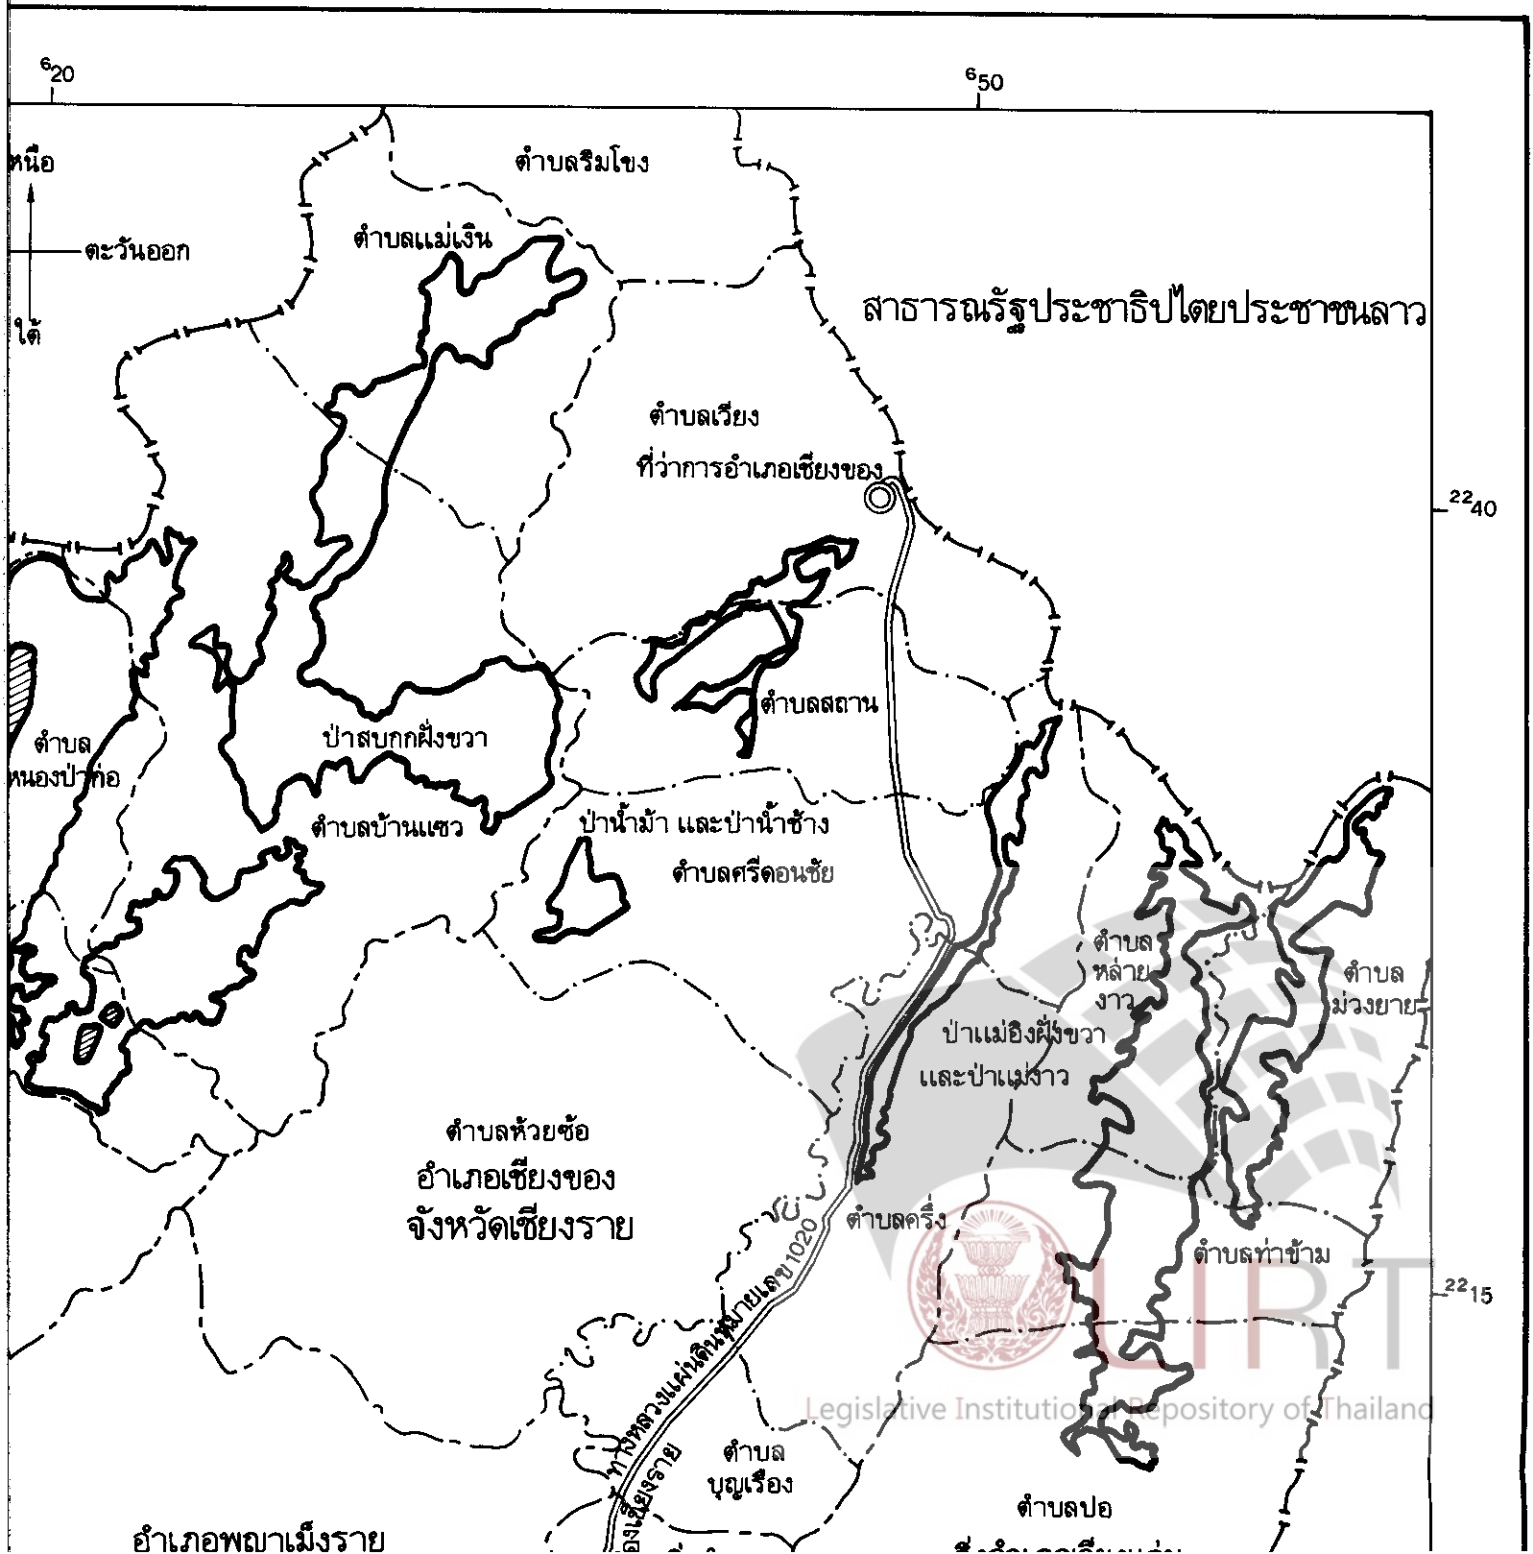 620
650
หนือ
ตำบลริมโขง
ตำบลแม่เงิน
ตะวันออก
สาธารณรัฐประชาธิปไตยประชาชนลาว
ใต้
ตำบลเวียง
ที่ว่าการอำเภอเชียงของ
2240
ตำบลสถาน
ป่าสบกกฝั่งขวา
ตำบล
หนองป่าก่อ
ตำบลบ้านแซว
ป่าน้ำม้า และป่าน้ำช้าง
ตำบลศรีดอนชัย
ตำบล
หล่าย
งาว
ตำบล
ม่วงยาย
ป่าแม่อิงฝั่งขวา
และป่าแม่งาว
ตำบลห้วยซ้อ
อำเภอเชียงของ
จังหวัดเชียงราย
ตำบลครึ่ง
ตำบลท่าข้าม
2215
ทางหลวงแผ่นดินหมายเลข 1020
LIRT
Legislative Institutional Repository of Thailand
ตำบล
บุญเรือง
ตำบลปอ
อำเภอพญาเม็งราย